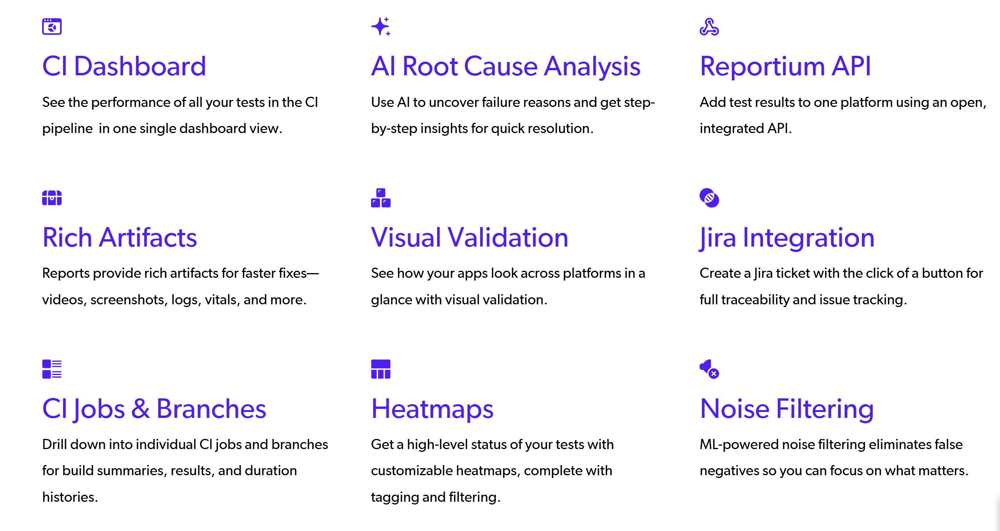 CI Dashboard
See the performance of all your tests in the CI
pipeline  in one single dashboard view.
AI Root Cause Analysis
Use AI to uncover failure reasons and get step-
by-step insights for quick resolution.
Reportium API
Add test results to one platform using an open,
integrated API.
Rich Artifacts
Reports provide rich artifacts for faster fixes—
videos, screenshots, logs, vitals, and more.
Visual Validation
See how your apps look across platforms in a
glance with visual validation.
Jira Integration
Create a Jira ticket with the click of a button for
full traceability and issue tracking.
CI Jobs & Branches
Drill down into individual CI jobs and branches
for build summaries, results, and duration
histories.
Heatmaps
Get a high-level status of your tests with
customizable heatmaps, complete with
tagging and filtering.
Noise Filtering
ML-powered noise filtering eliminates false
negatives so you can focus on what matters.